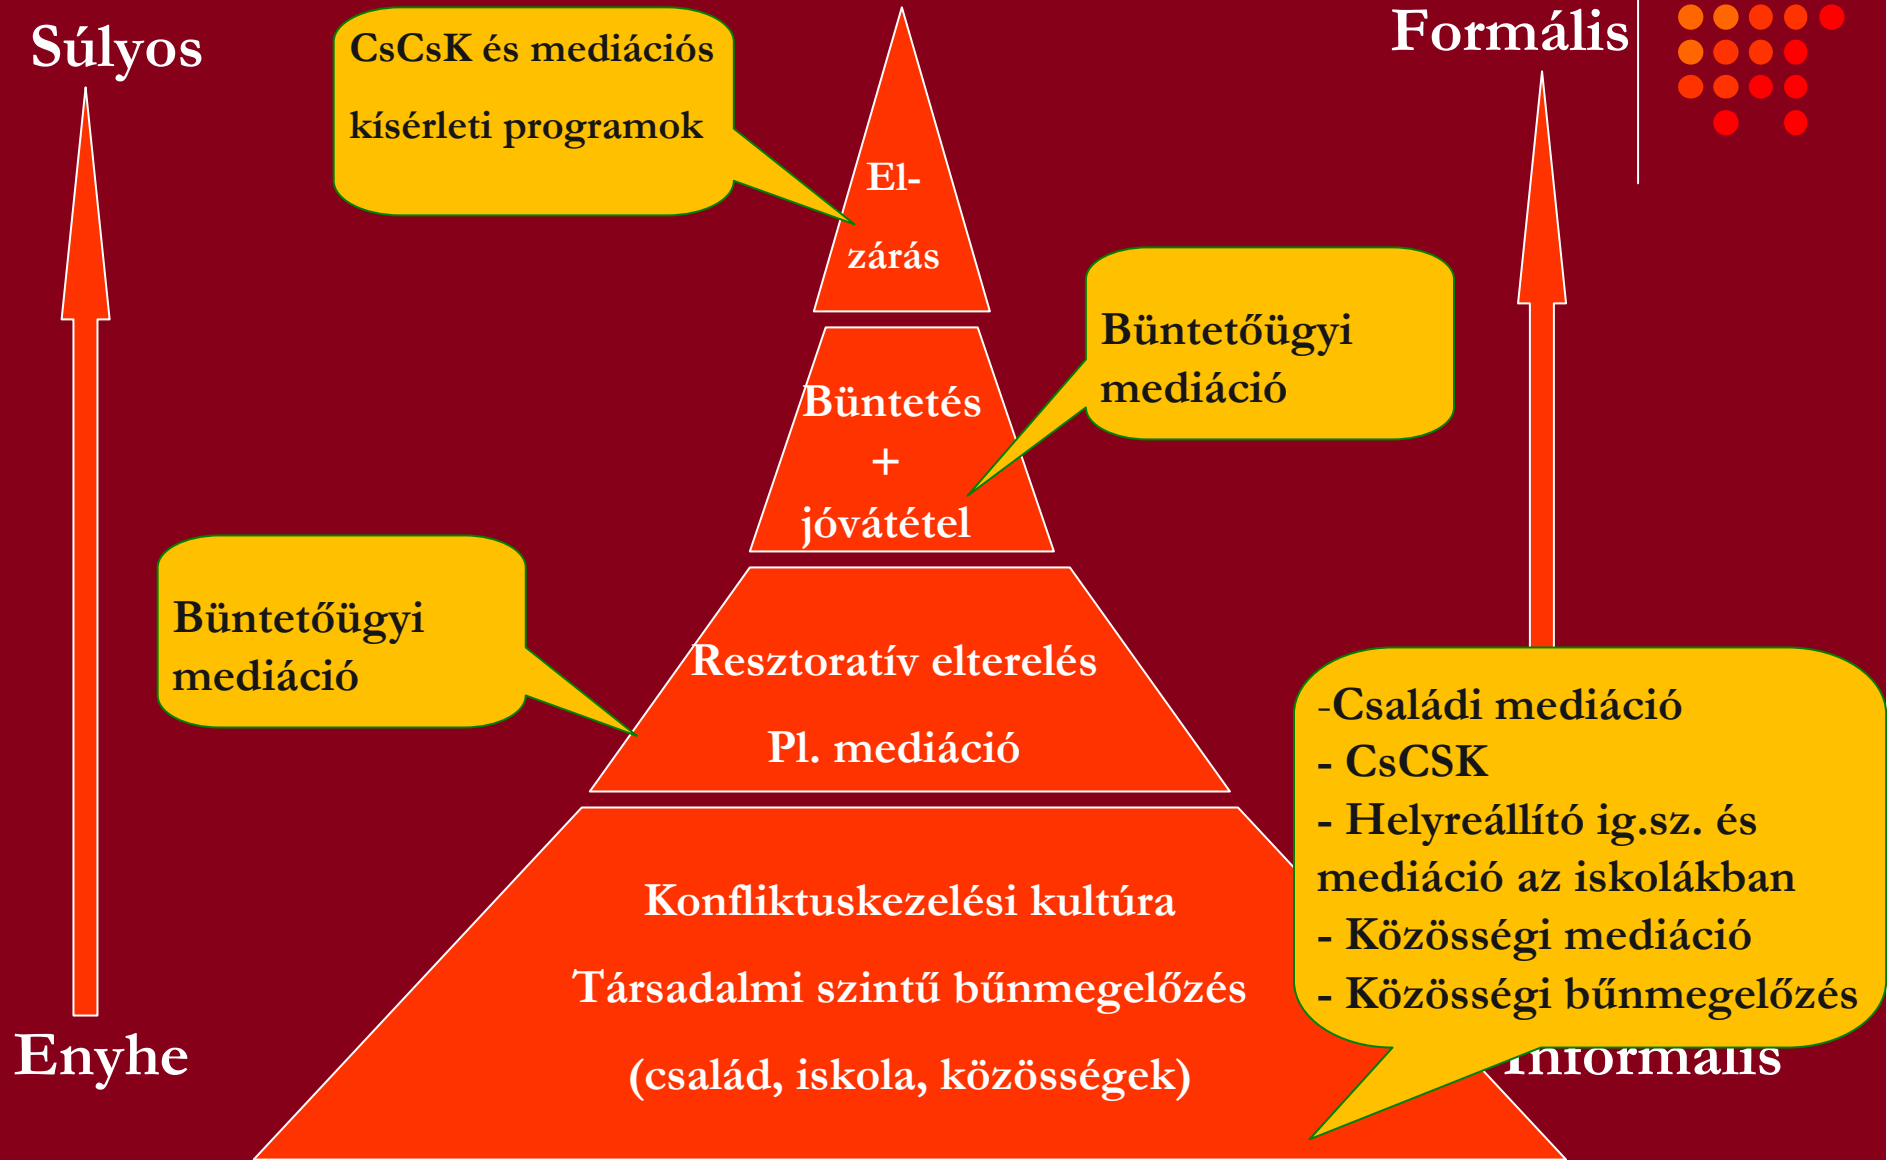 Súlyos
Formális
CsCsK és mediációs
kísérleti programok
El-
zárás
Büntetőügyi
mediáció
Büntetés
+
jóvátétel
Büntetőügyi
mediáció
Resztoratív elterelés
Pl. mediáció
-Családi mediáció
- CsCSK
- Helyreállító ig.sz. és
mediáció az iskolákban
- Közösségi mediáció
- Közösségi bűnmegelőzés
Konfliktuskezelési kultúra
Társadalmi szintű bűnmegelőzés
(család, iskola, közösségek)
Enyhe
Informális